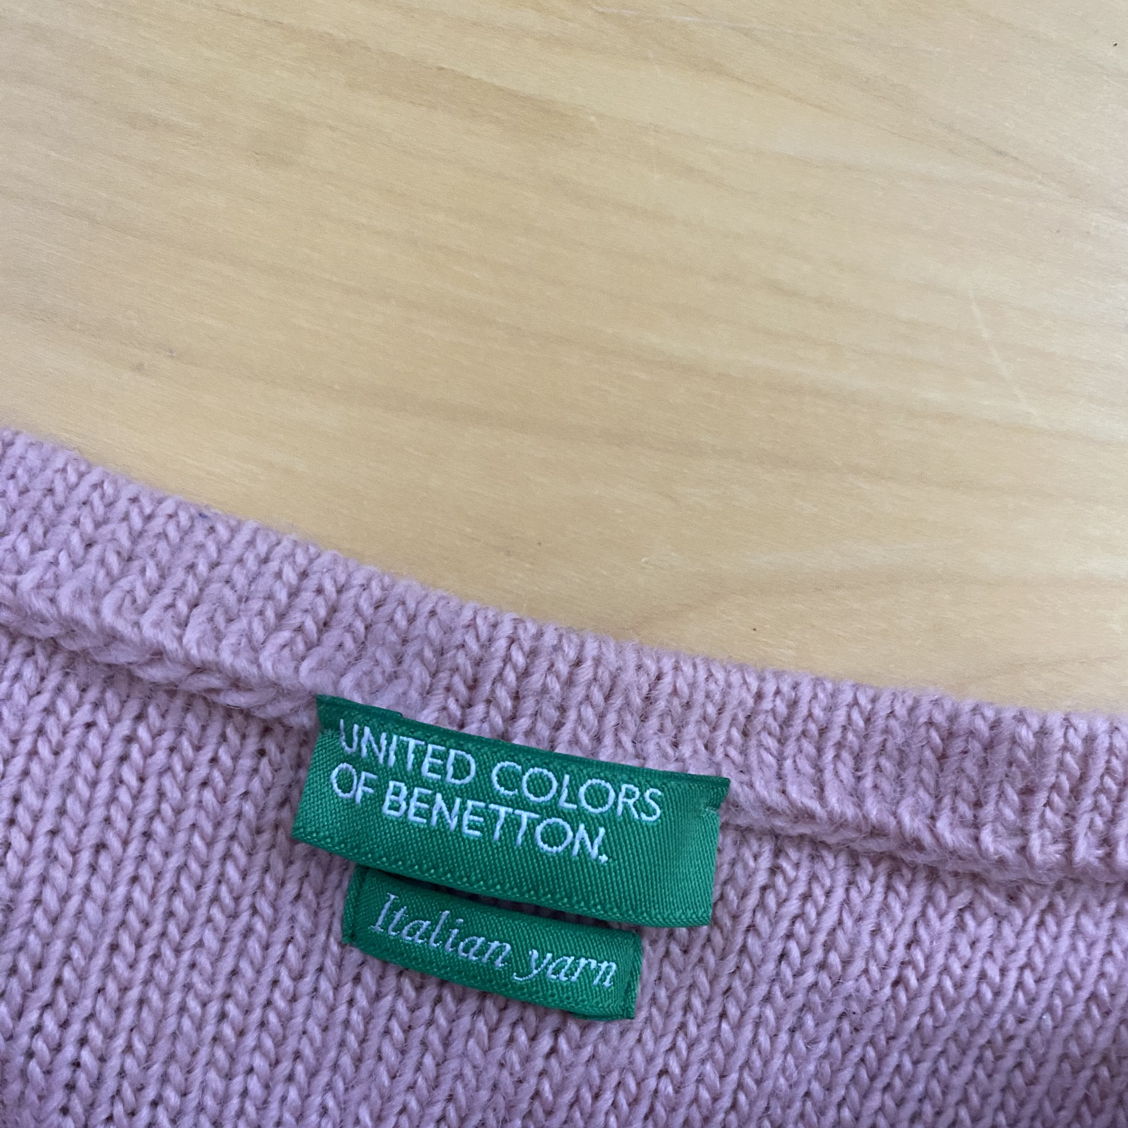 UNITED COLORS
OF BENETTON.
Italian yarn